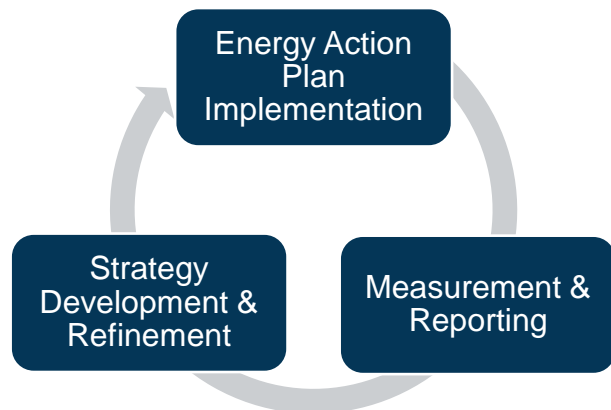 Energy Action
Plan
Implementation
Strategy
Development &
Refinement
Measurement &
Reporting